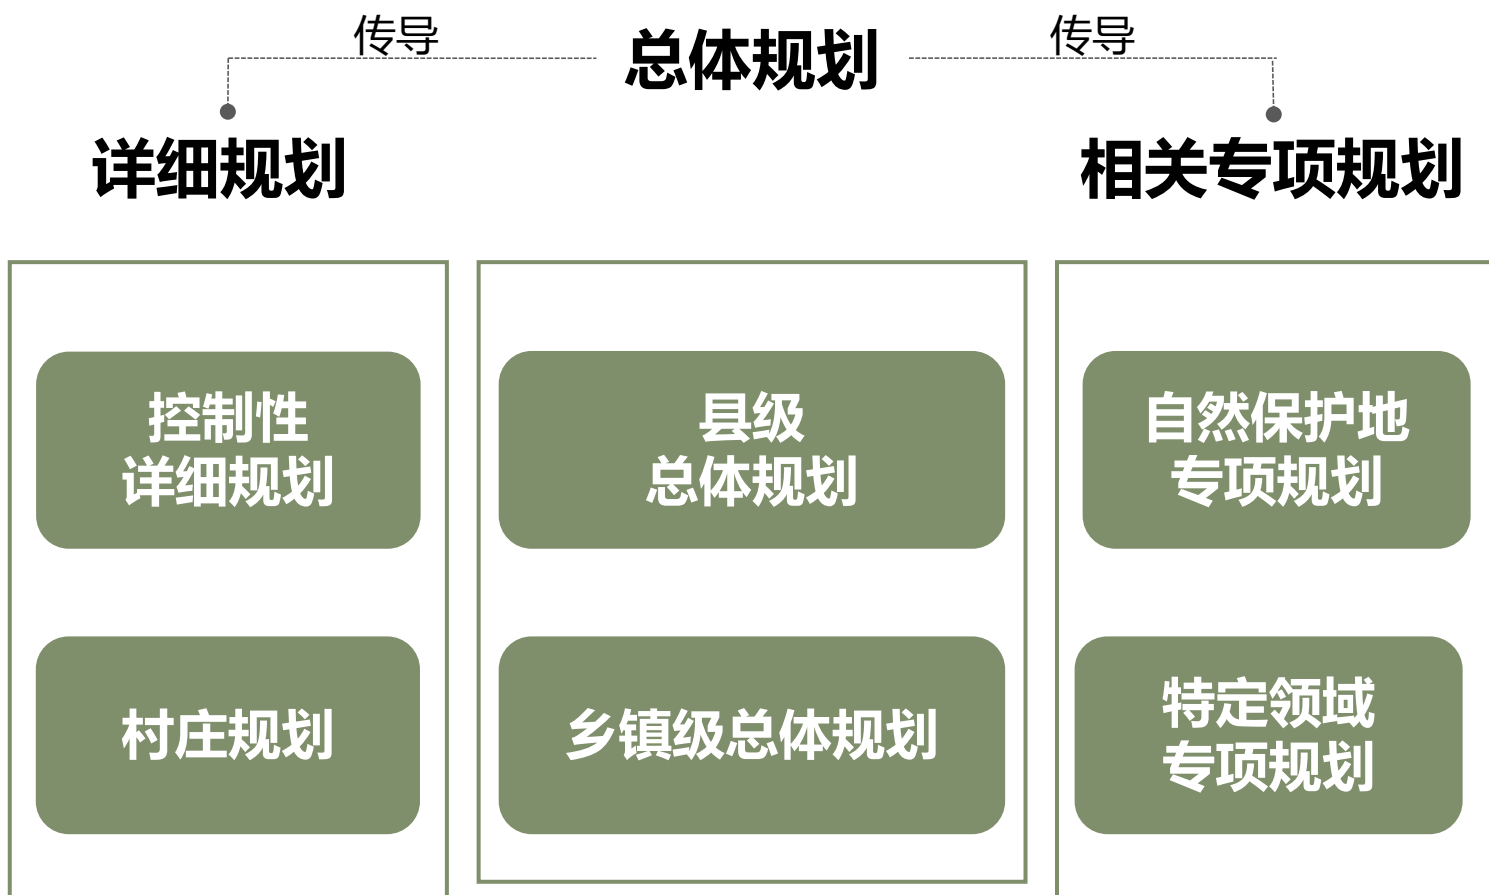 传导
总体规划
传导
详细规划
相关专项规划
控制性
详细规划
县级
总体规划
自然保护地
专项规划
村庄规划
乡镇级总体规划
特定领域
专项规划